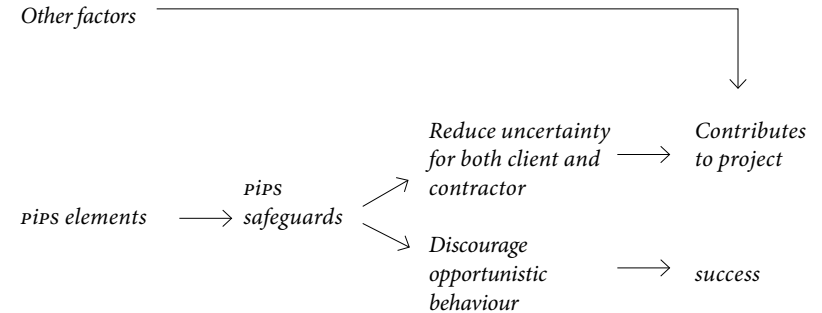 Other factors
Reduce uncertainty
for both client and
contractor
Contributes
to project
PiPS
safeguards
PiPS elements
Discourage
opportunistic
behaviour
success